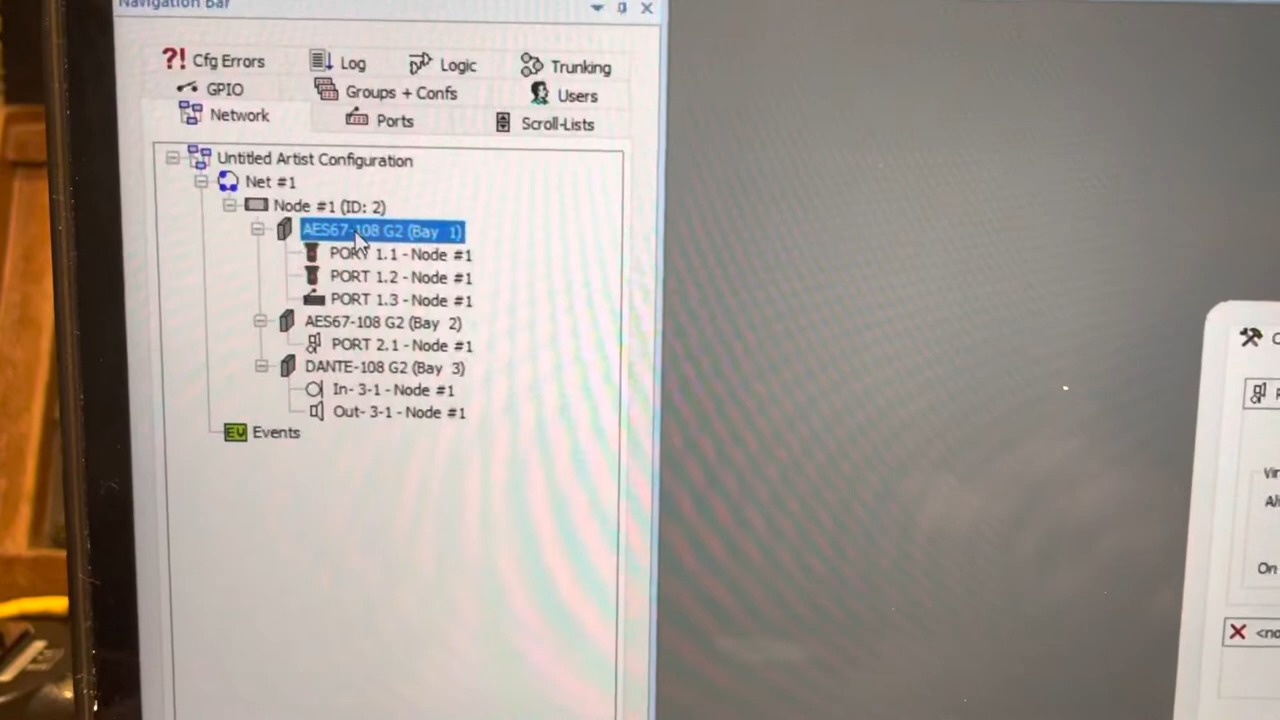 Navigation Bar
?! Cfg Errors Log Logic Trunking
GPIO Groups + Confs Users
Network Ports Scroll-Lists
Untitled Artist Configuration
Net #1
Node #1 (ID: 2)
AES67-108 G2 (Bay 1)
PORT 1.1 - Node #1
PORT 1.2 - Node #1
PORT 1.3 - Node #1
AES67-108 G2 (Bay 2)
PORT 2.1 - Node #1
DANTE-108 G2 (Bay 3)
In- 3-1 - Node #1
Out- 3-1 - Node #1
EV Events
On